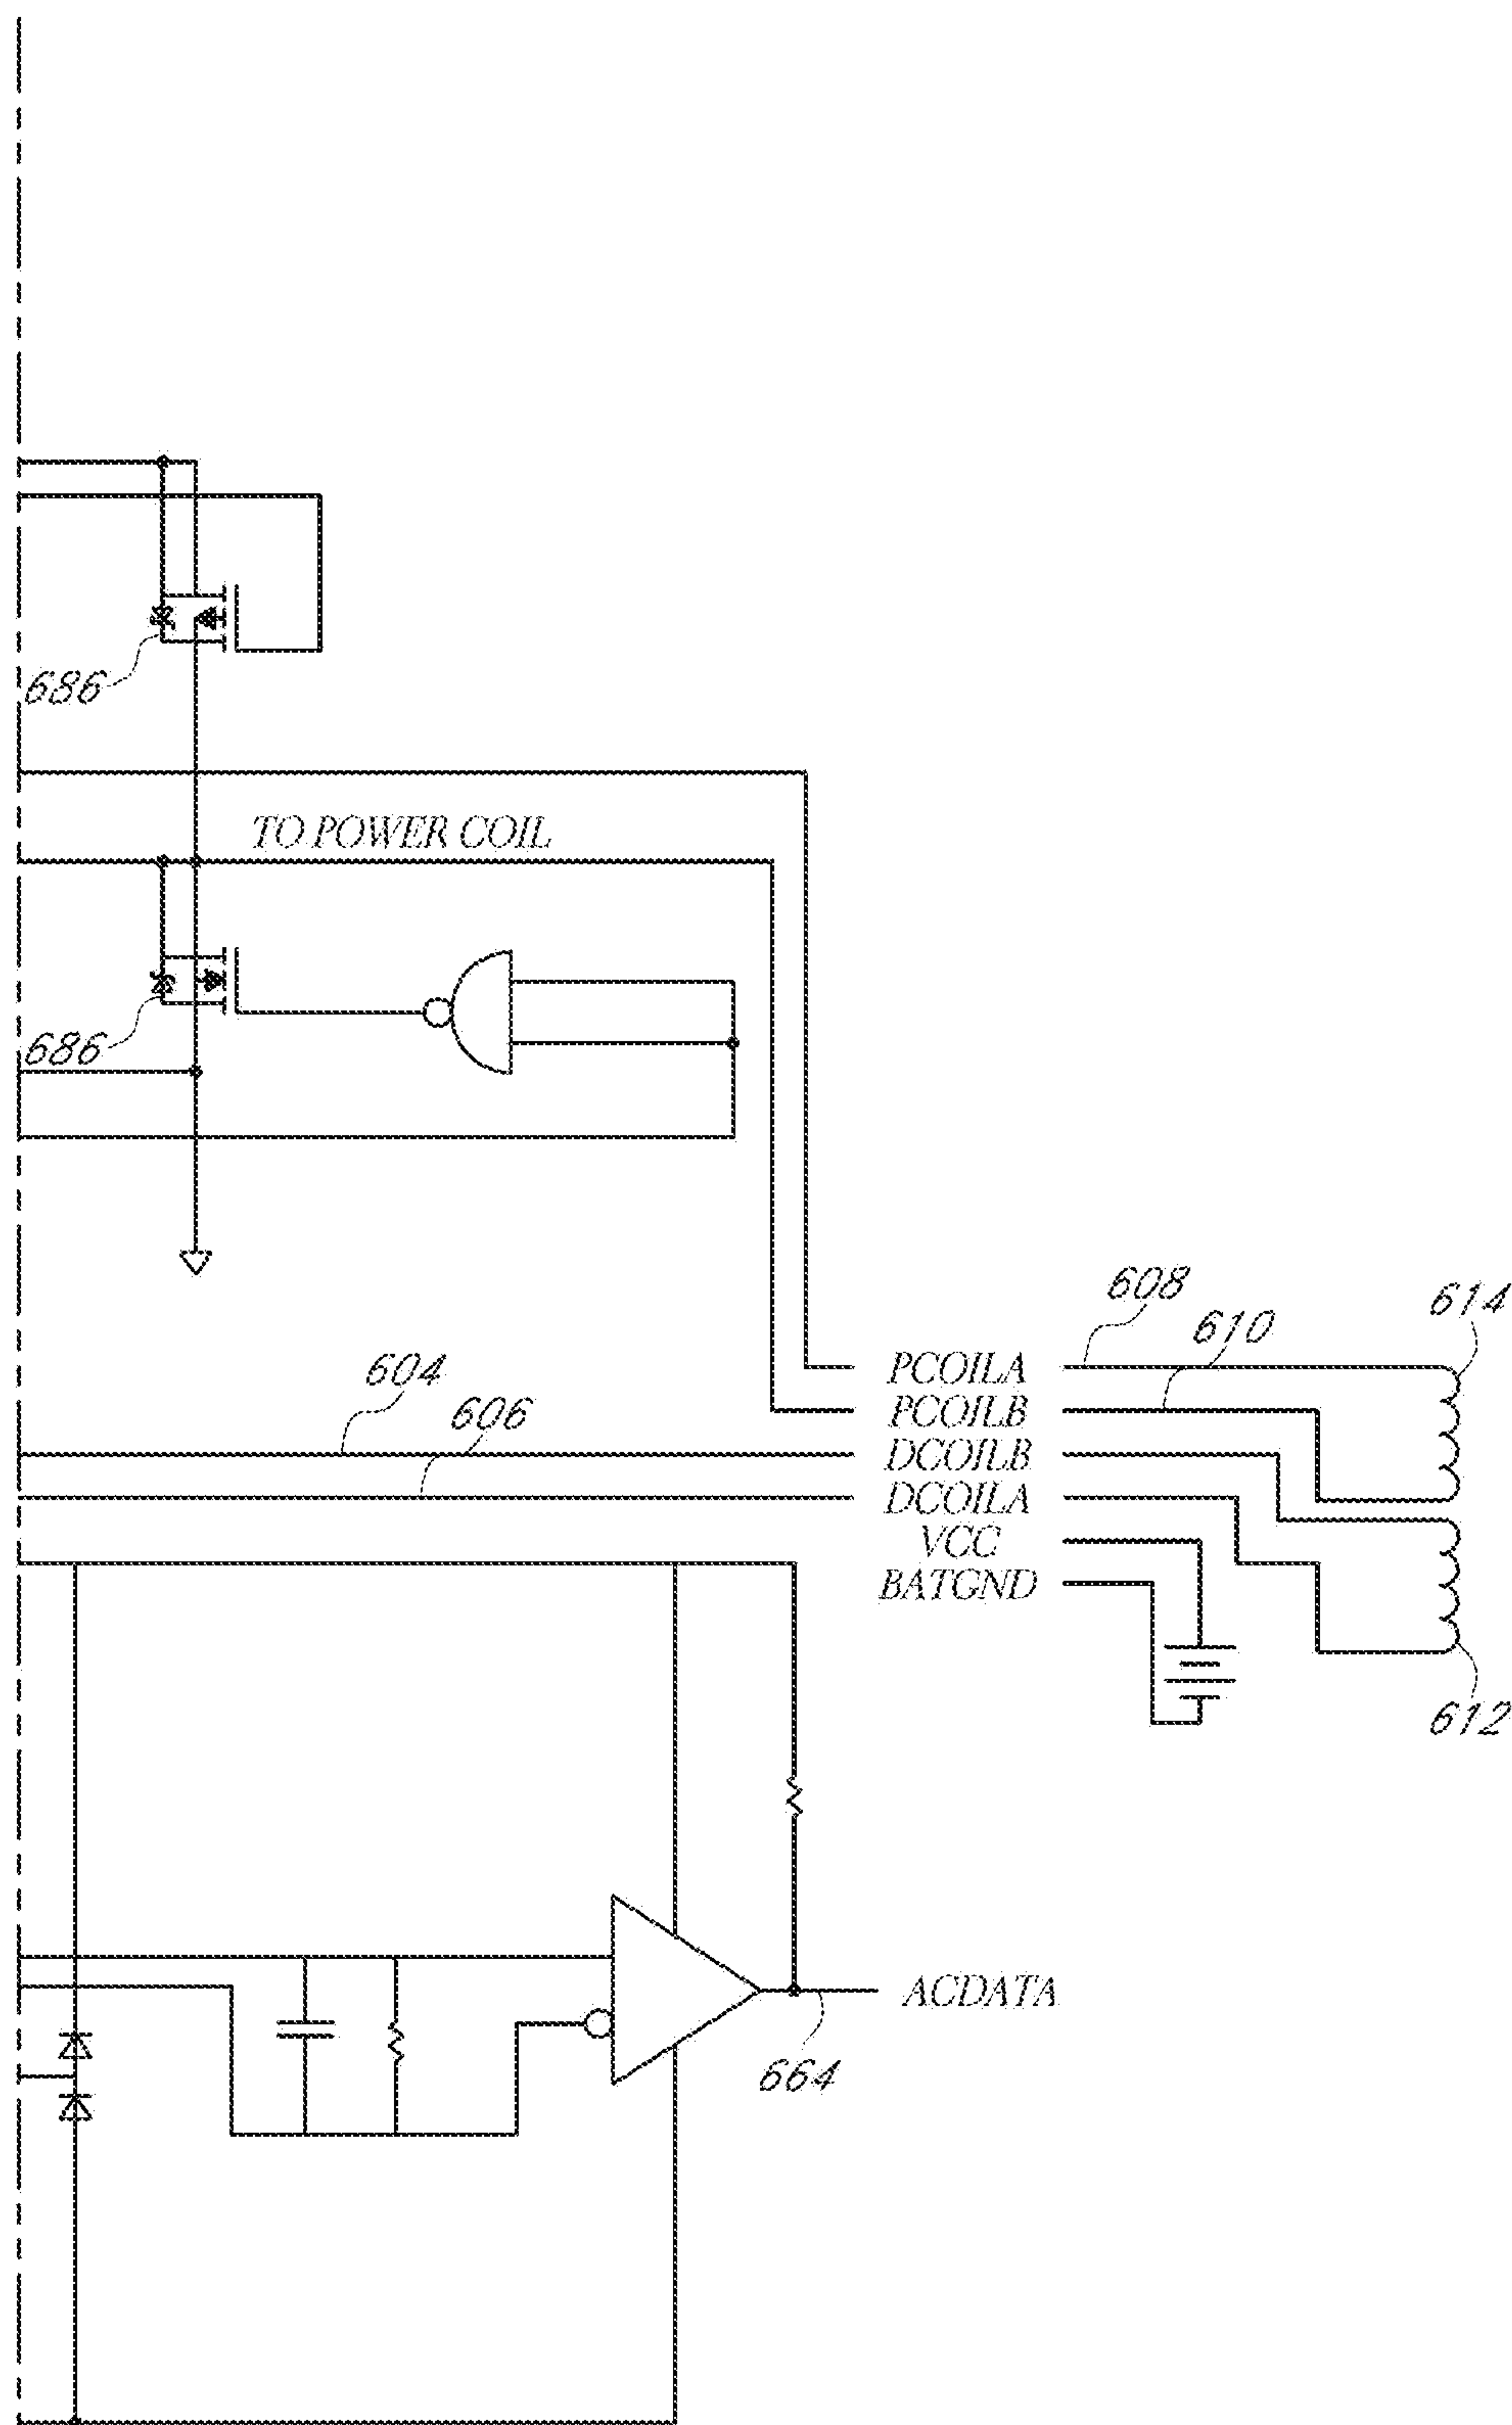 686
TO POWER COIL
686
608
614
610
604
606
PCOILA
PCOILB
DCOILB
DCOILA
VCC
BATGND
612
ACDATA
664